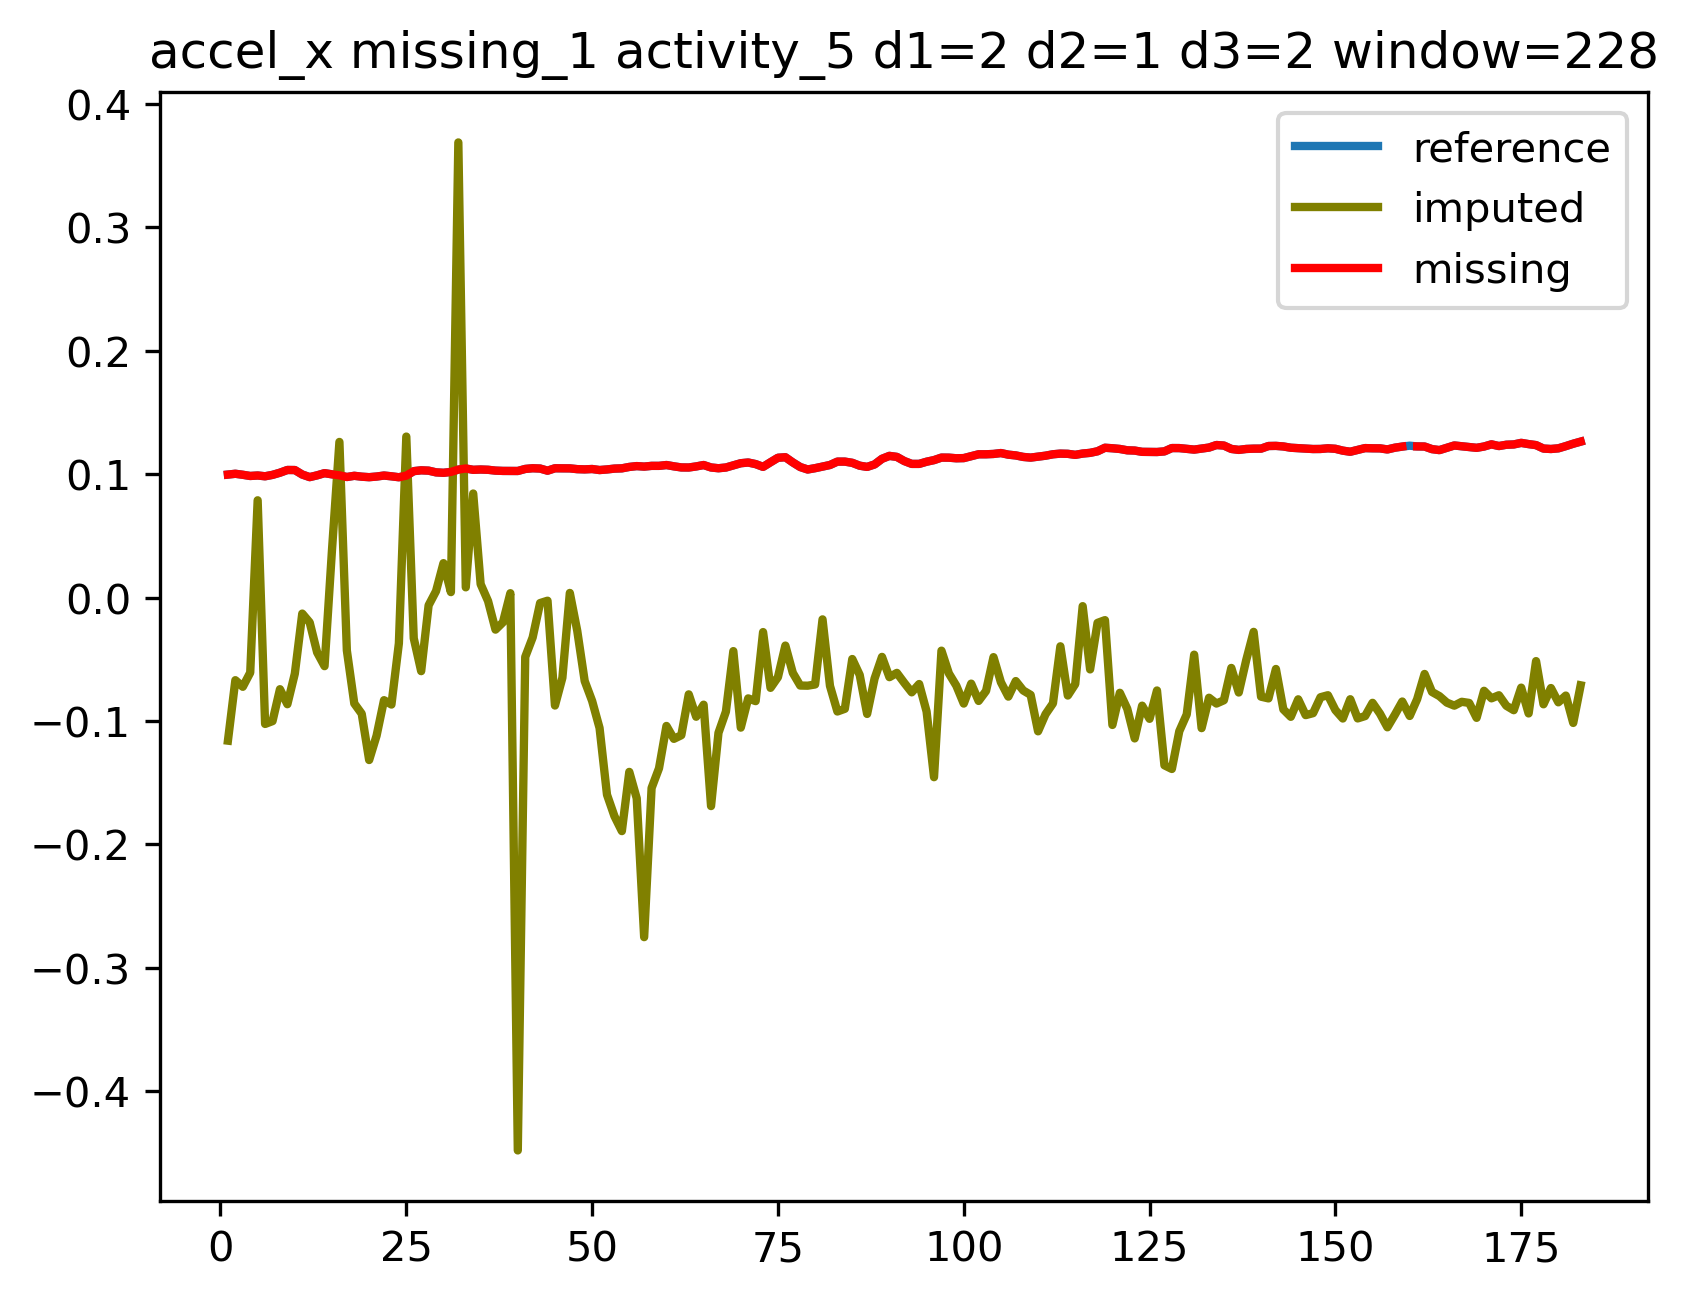 accel_x missing_1 activity_5 d1=2 d2=1 d3=2 window=228
0.4
0.3
0.2
0.1
0.0
−0.1
−0.2
−0.3
−0.4
reference
imputed
missing
0 25 50 75 100 125 150 175